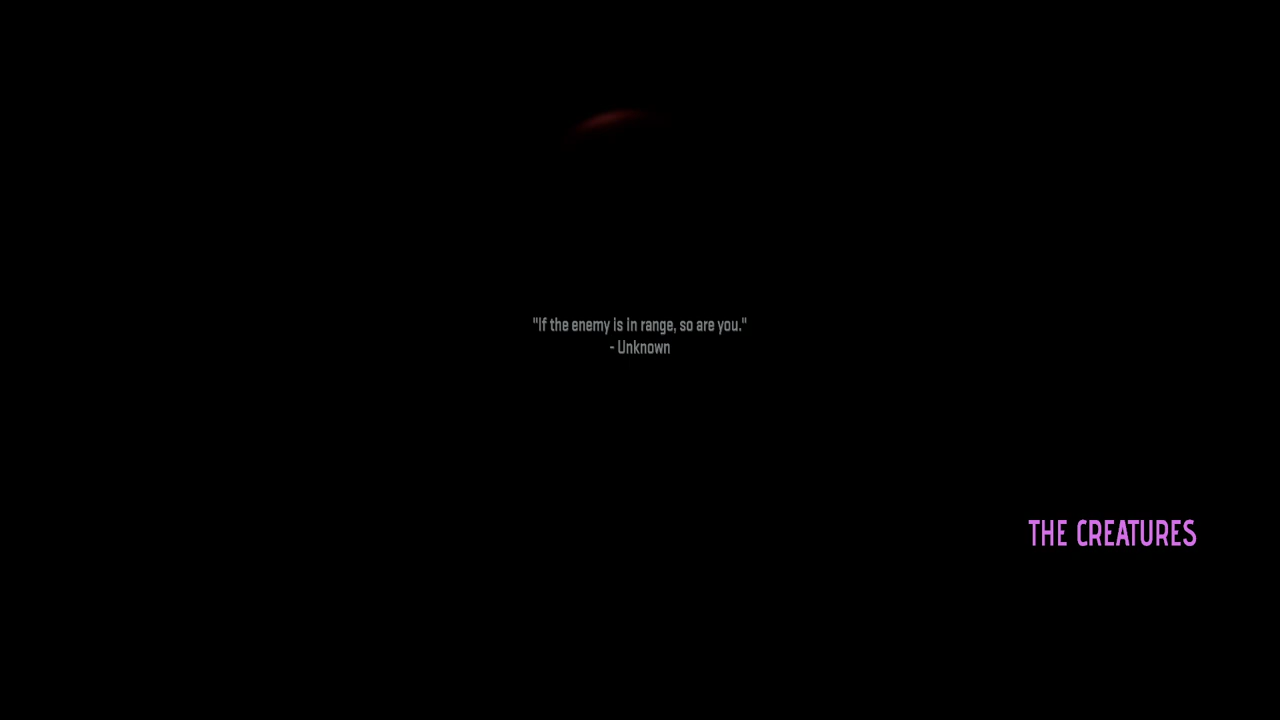 "If the enemy is in range, so are you."
- Unknown
THE CREATURES